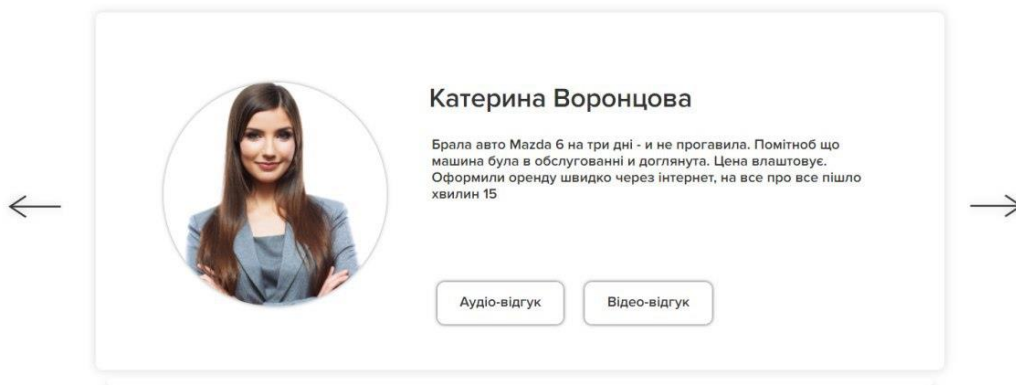 Катерина Воронцова
Брала авто Mazda 6 на три дні - и не прогавила. Помітноб що
машина була в обслугованні и доглянута. Цена влаштовує.
Оформили оренду швидко через інтернет, на все про все пішло
хвилин 15
Аудіо-відгук
Відео-відгук